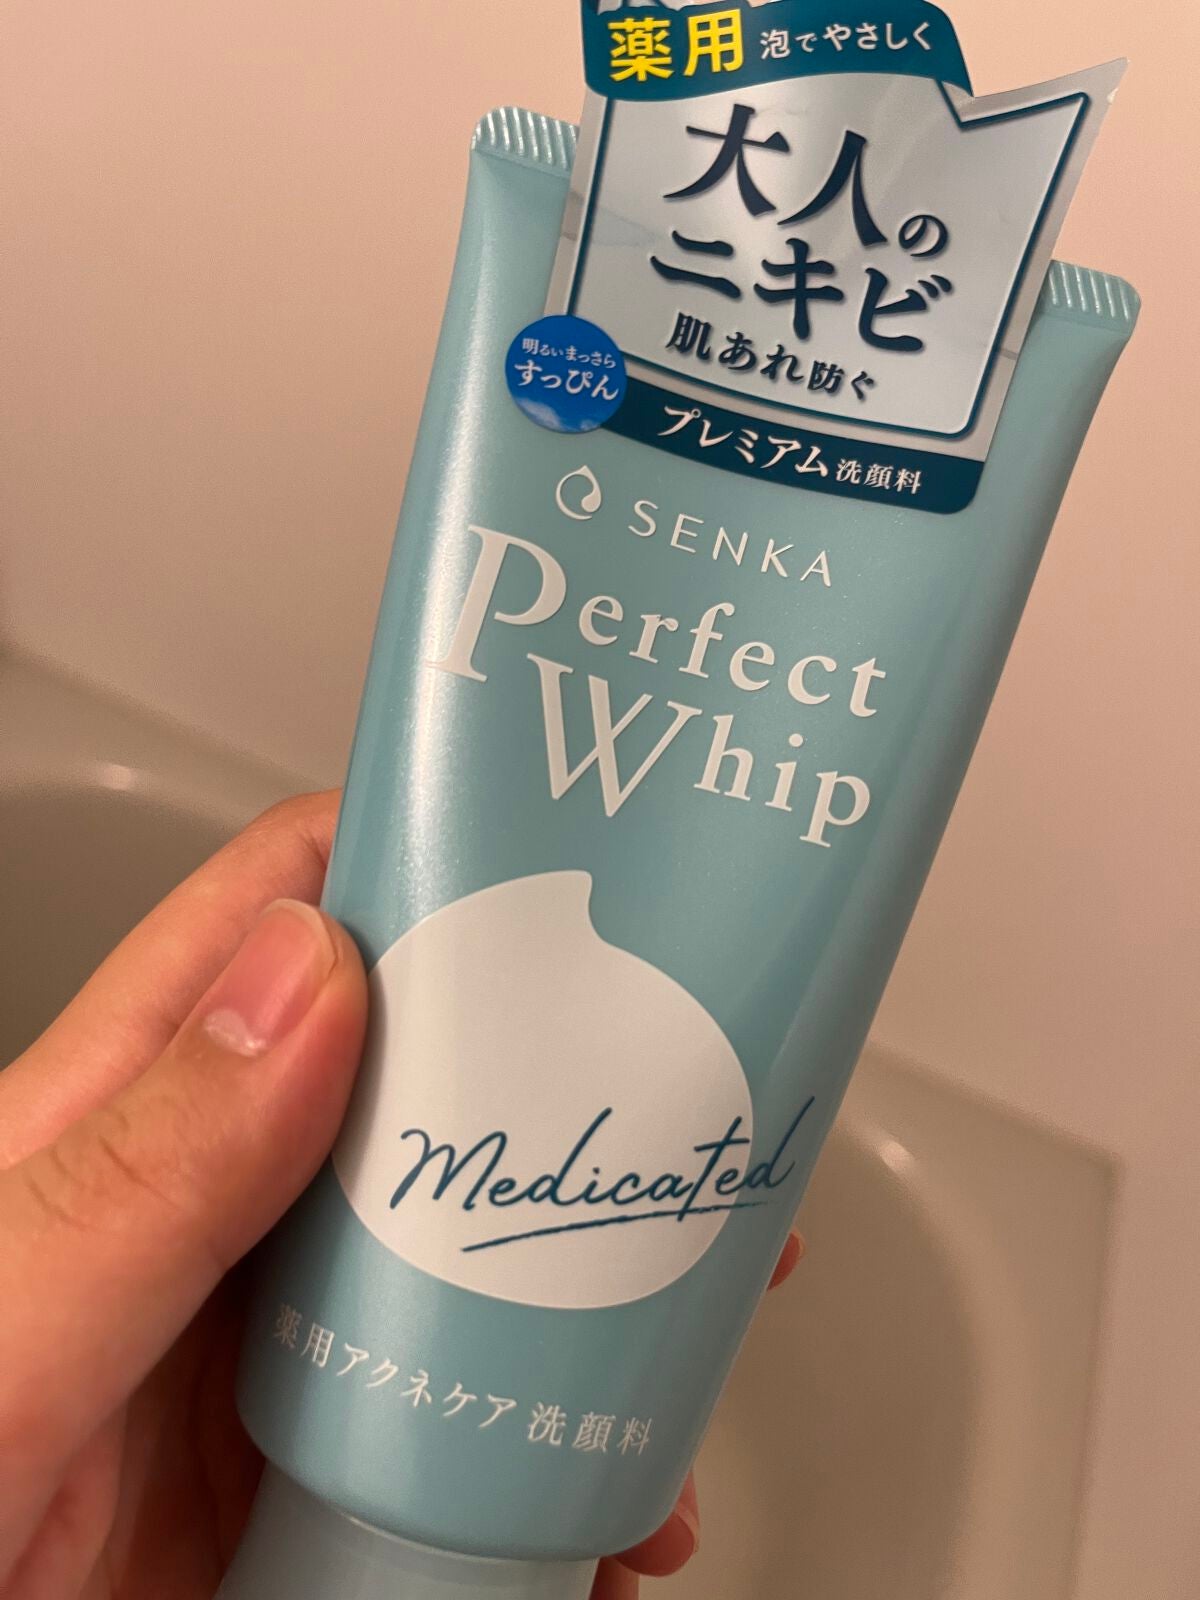 薬用 泡でやさしく
大人の
ニキビ
肌あれ防ぐ
明るいまっさら
すっぴん
プレミアム洗顔料
SENKA
Perfect
Whip
Medicated
薬用アクネケア 洗顔料